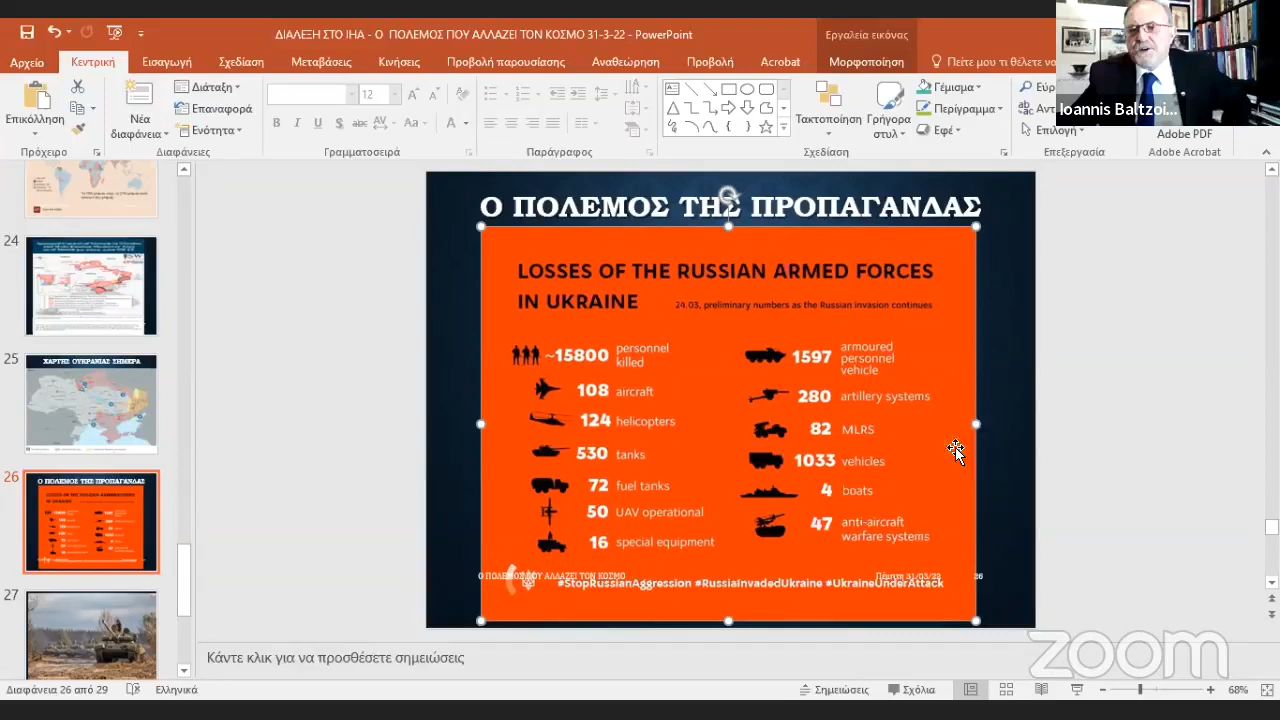 ΔΙΑΛΕΞΗ ΣΤΟ ΙΗΑ - Ο ΠΟΛΕΜΟΣ ΠΟΥ ΑΛΛΑΖΕΙ ΤΟΝ ΚΟΣΜΟ 31-3-22 - PowerPoint
Εργαλεία εικόνας
Αρχείο Κεντρική Εισαγωγή Σχεδίαση Μεταβάσεις Κινήσεις Προβολή παρουσίασης Αναθεώρηση Προβολή Acrobat Μορφοποίηση Πείτε μου τι θέλετε να
Ioannis Baltzoi...
Επικόλληση
Νέα
διαφάνεια
Διάταξη
Επαναφορά
Ενότητα
12
Τακτοποίηση
Γρήγορα
στυλ
Γέμισμα
Περίγραμμα
Εφέ
Επιλογή
Adobe PDF
Πρόχειρο Διαφάνειες Γραμματοσειρά Παράγραφος Σχεδίαση Επεξεργασία Adobe Acrobat
24
25
ΧΑΡΤΗΣ ΟΥΚΡΑΝΙΑΣ ΣΗΜΕΡΑ
26
Ο ΠΟΛΕΜΟΣ ΤΗΣ ΠΡΟΠΑΓΑΝΔΑΣ
27
Ο ΠΟΛΕΜΟΣ ΤΗΣ ΠΡΟΠΑΓΑΝΔΑΣ
LOSSES OF THE RUSSIAN ARMED FORCES
IN UKRAINE
24.03, preliminary numbers as the Russian invasion continues
~15800 personnel killed
108 aircraft
124 helicopters
530 tanks
72 fuel tanks
50 UAV operational
16 special equipment
1597 armoured personnel vehicle
280 artillery systems
82 MLRS
1033 vehicles
4 boats
47 anti-aircraft warfare systems
Ο ΠΟΛΕΜΟΣ ΠΟΥ ΑΛΛΑΖΕΙ ΤΟΝ ΚΟΣΜΟ Πέμπτη 31/03/22 26
#StopRussianAggression #RussiaInvadedUkraine #UkraineUnderAttack
Κάντε κλικ για να προσθέσετε σημειώσεις
zoom
Διαφάνεια 26 από 29 Ελληνικά Σημειώσεις Σχόλια 68%